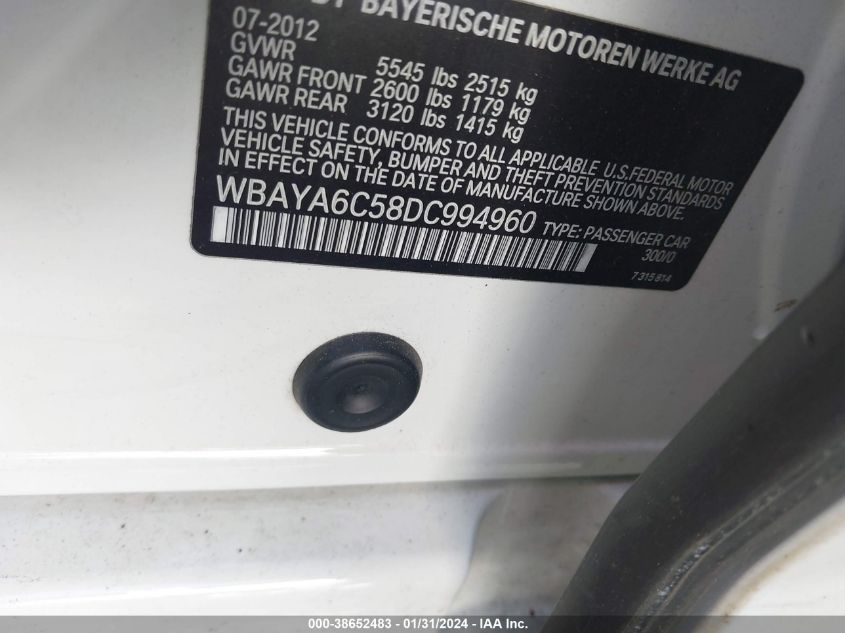 BY BAYERISCHE MOTOREN WERKE AG
07-2012
GVWR 5545 lbs 2515 kg
GAWR FRONT 2600 lbs 1179 kg
GAWR REAR 3120 lbs 1415 kg
THIS VEHICLE CONFORMS TO ALL APPLICABLE U.S.FEDERAL MOTOR
VEHICLE SAFETY, BUMPER AND THEFT PREVENTION STANDARDS
IN EFFECT ON THE DATE OF MANUFACTURE SHOWN ABOVE.
WBAYA6C58DC994960 TYPE: PASSENGER CAR
300/0
7 315 814
000-38652483 - 01/31/2024 - IAA Inc.